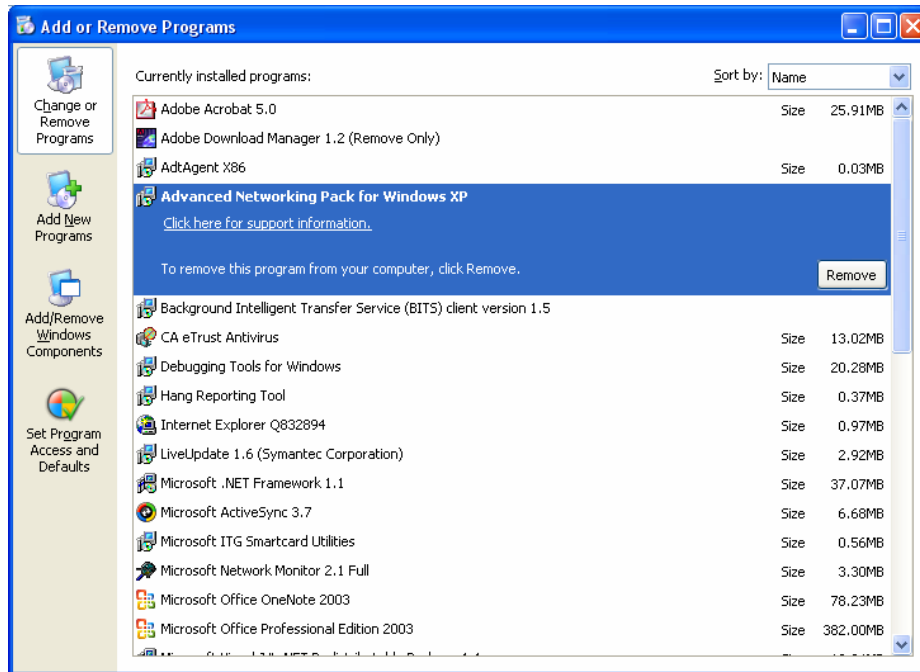 Add or Remove Programs
Change or
Remove
Programs
Add New
Programs
Add/Remove
Windows
Components
Set Program
Access and
Defaults
Currently installed programs: Sort by: Name
Adobe Acrobat 5.0 Size 25.91MB
Adobe Download Manager 1.2 (Remove Only)
AdtAgent X86 Size 0.03MB
Advanced Networking Pack for Windows XP
Click here for support information.
To remove this program from your computer, click Remove. Remove
Background Intelligent Transfer Service (BITS) client version 1.5
CA eTrust Antivirus Size 13.02MB
Debugging Tools for Windows Size 20.28MB
Hang Reporting Tool Size 0.37MB
Internet Explorer Q832894 Size 0.97MB
LiveUpdate 1.6 (Symantec Corporation) Size 2.92MB
Microsoft .NET Framework 1.1 Size 37.07MB
Microsoft ActiveSync 3.7 Size 6.68MB
Microsoft ITG Smartcard Utilities Size 0.56MB
Microsoft Network Monitor 2.1 Full Size 3.30MB
Microsoft Office OneNote 2003 Size 78.23MB
Microsoft Office Professional Edition 2003 Size 382.00MB